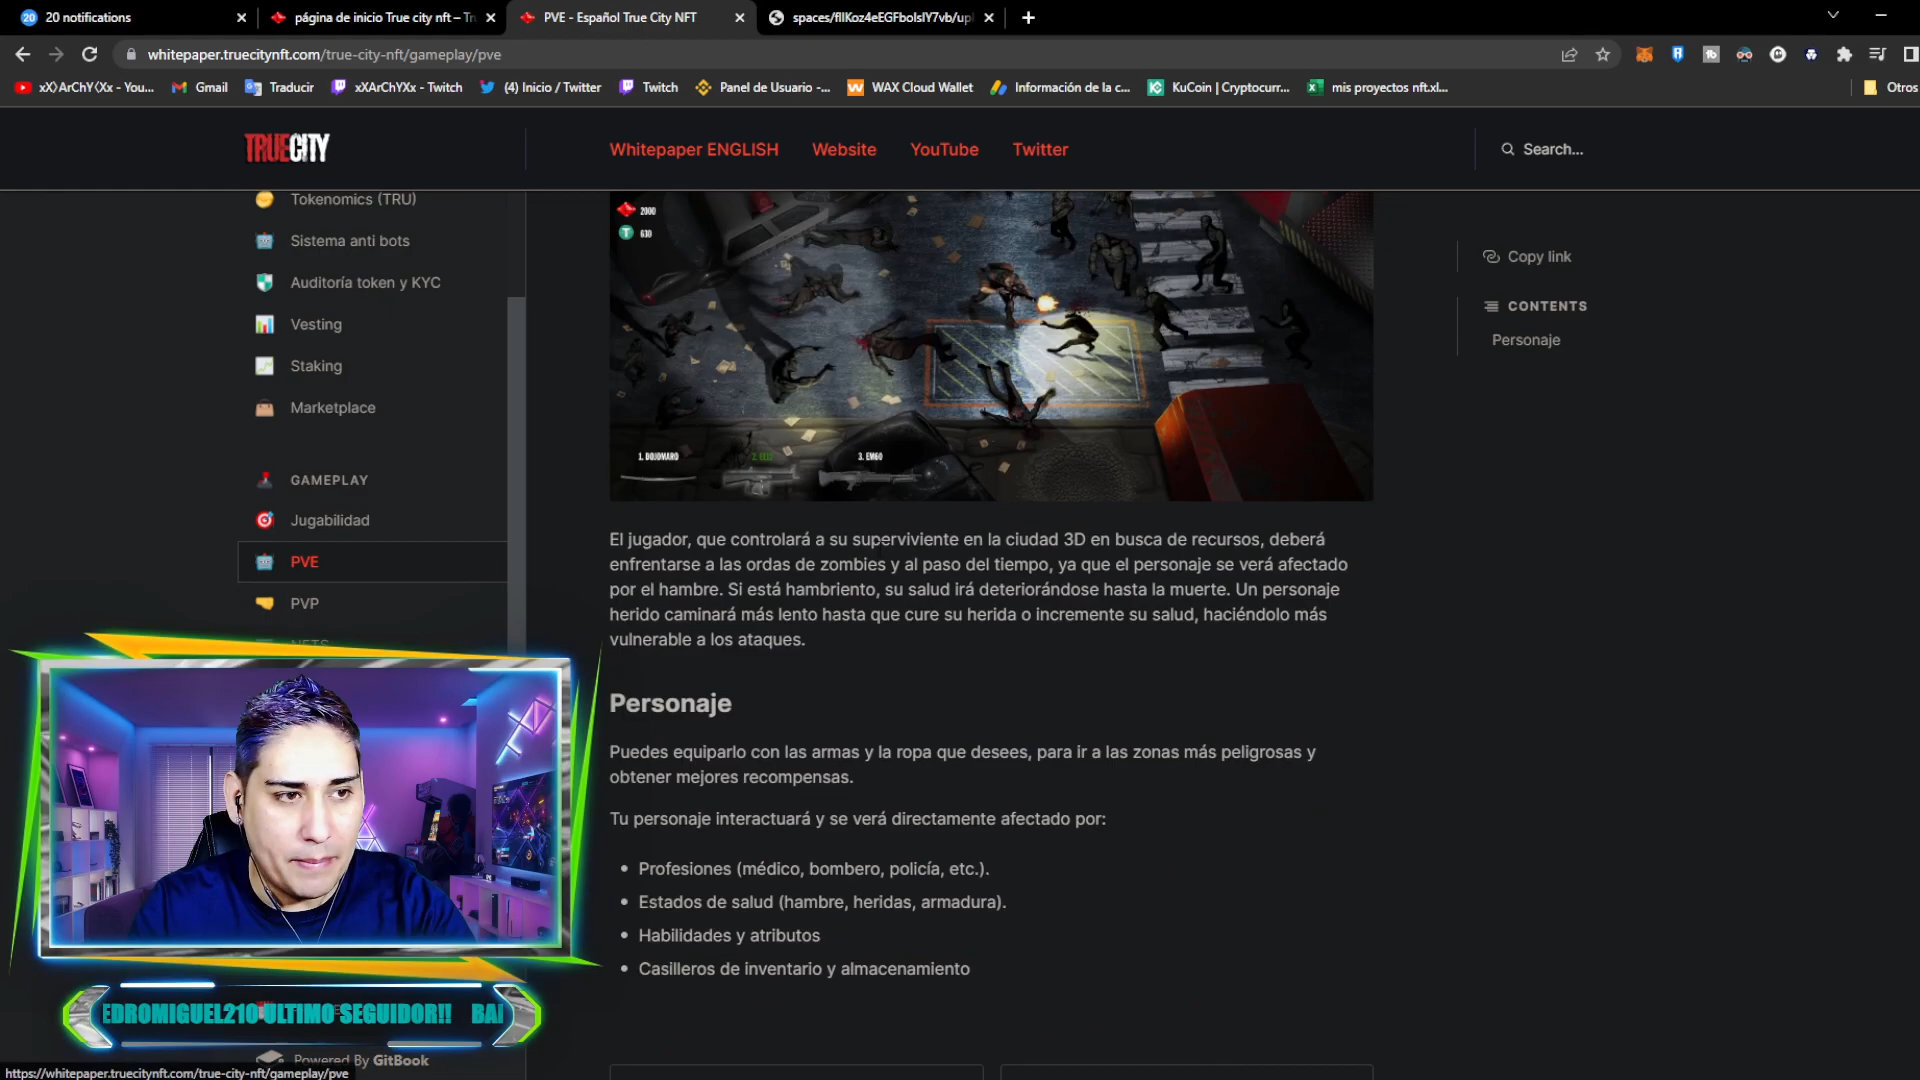 20 notifications
página de inicio True city nft – Tr
PVE - Español True City NFT
whitepaper.truecitynft.com/true-city-nft/gameplay/pve
xX)ArChY(Xx - You...
Gmail
Traducir
xXArChYXx - Twitch
(4) Inicio / Twitter
Twitch
Panel de Usuario -...
WAX Cloud Wallet
Información de la c...
KuCoin | Cryptocurr...
mis proyectos nft.xl...
Otros
TRUECITY
Whitepaper ENGLISH
Website
YouTube
Twitter
Search...
Tokenomics (TRU)
Sistema anti bots
Auditoría token y KYC
Vesting
Staking
Marketplace
GAMEPLAY
Jugabilidad
PVE
PVP
NFTS
2000
630
3. EM60
Copy link
CONTENTS
Personaje
El jugador, que controlará a su superviviente en la ciudad 3D en busca de recursos, deberá
enfrentarse a las ordas de zombies y al paso del tiempo, ya que el personaje se verá afectado
por el hambre. Si está hambriento, su salud irá deteriorándose hasta la muerte. Un personaje
herido caminará más lento hasta que cure su herida o incremente su salud, haciéndolo más
vulnerable a los ataques.
Personaje
Puedes equiparlo con las armas y la ropa que desees, para ir a las zonas más peligrosas y
obtener mejores recompensas.
Tu personaje interactuará y se verá directamente afectado por:
Profesiones (médico, bombero, policía, etc.).
Estados de salud (hambre, heridas, armadura).
Habilidades y atributos
Casilleros de inventario y almacenamiento
EDROMIGUEL210 ULTIMO SEGUIDOR!! BAI
Powered By GitBook
https://whitepaper.truecitynft.com/true-city-nft/gameplay/pve